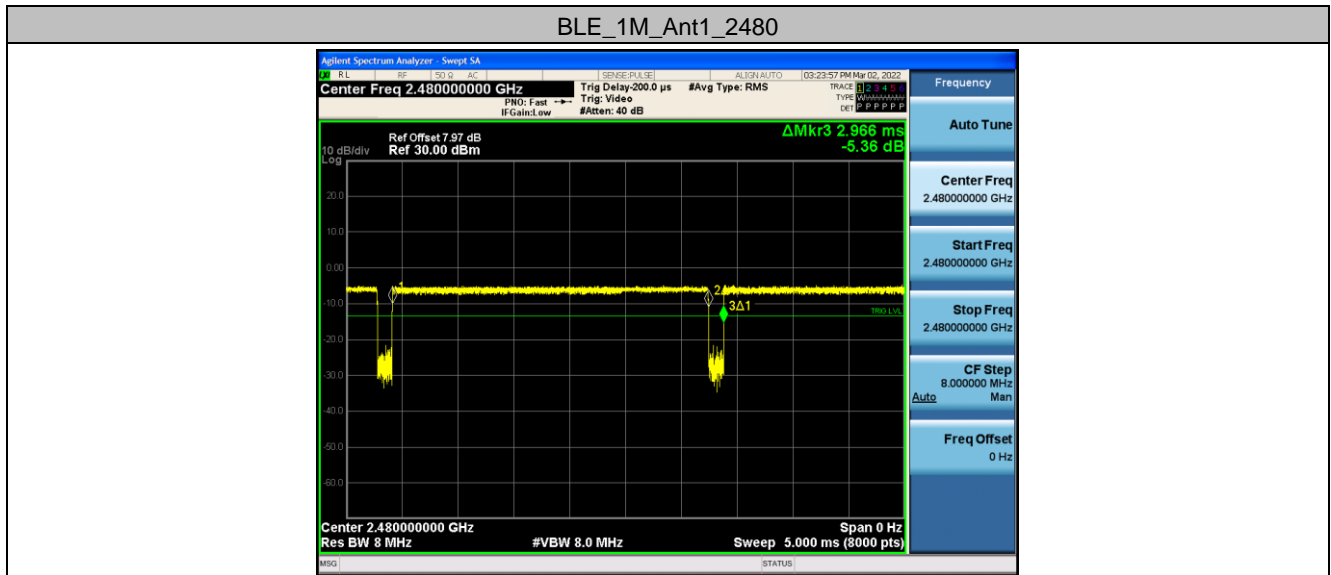 BLE_1M_Ant1_2480
Agilent Spectrum Analyzer - Swept SA
RL RF 50 Ω AC SENSE:PULSE ALIGN AUTO 03:23:57 PM Mar 02, 2022
Center Freq 2.480000000 GHz Trig Delay-200.0 µs #Avg Type: RMS TRACE 1 2 3 4 5 6
PNO: Fast Trig: Video TYPE
IFGain:Low #Atten: 40 dB DET P P P P P P
ΔMkr3 2.966 ms
-5.36 dB
Ref Offset 7.97 dB
10 dB/div Ref 30.00 dBm
Log
20.0
10.0
0.00
-10.0
-20.0
-30.0
-40.0
-50.0
-60.0
1
2Δ
3Δ1
TRIG LVL
Center 2.480000000 GHz Span 0 Hz
Res BW 8 MHz #VBW 8.0 MHz Sweep 5.000 ms (8000 pts)
MSG STATUS
Frequency
Auto Tune
Center Freq
2.480000000 GHz
Start Freq
2.480000000 GHz
Stop Freq
2.480000000 GHz
CF Step
8.000000 MHz
Auto Man
Freq Offset
0 Hz